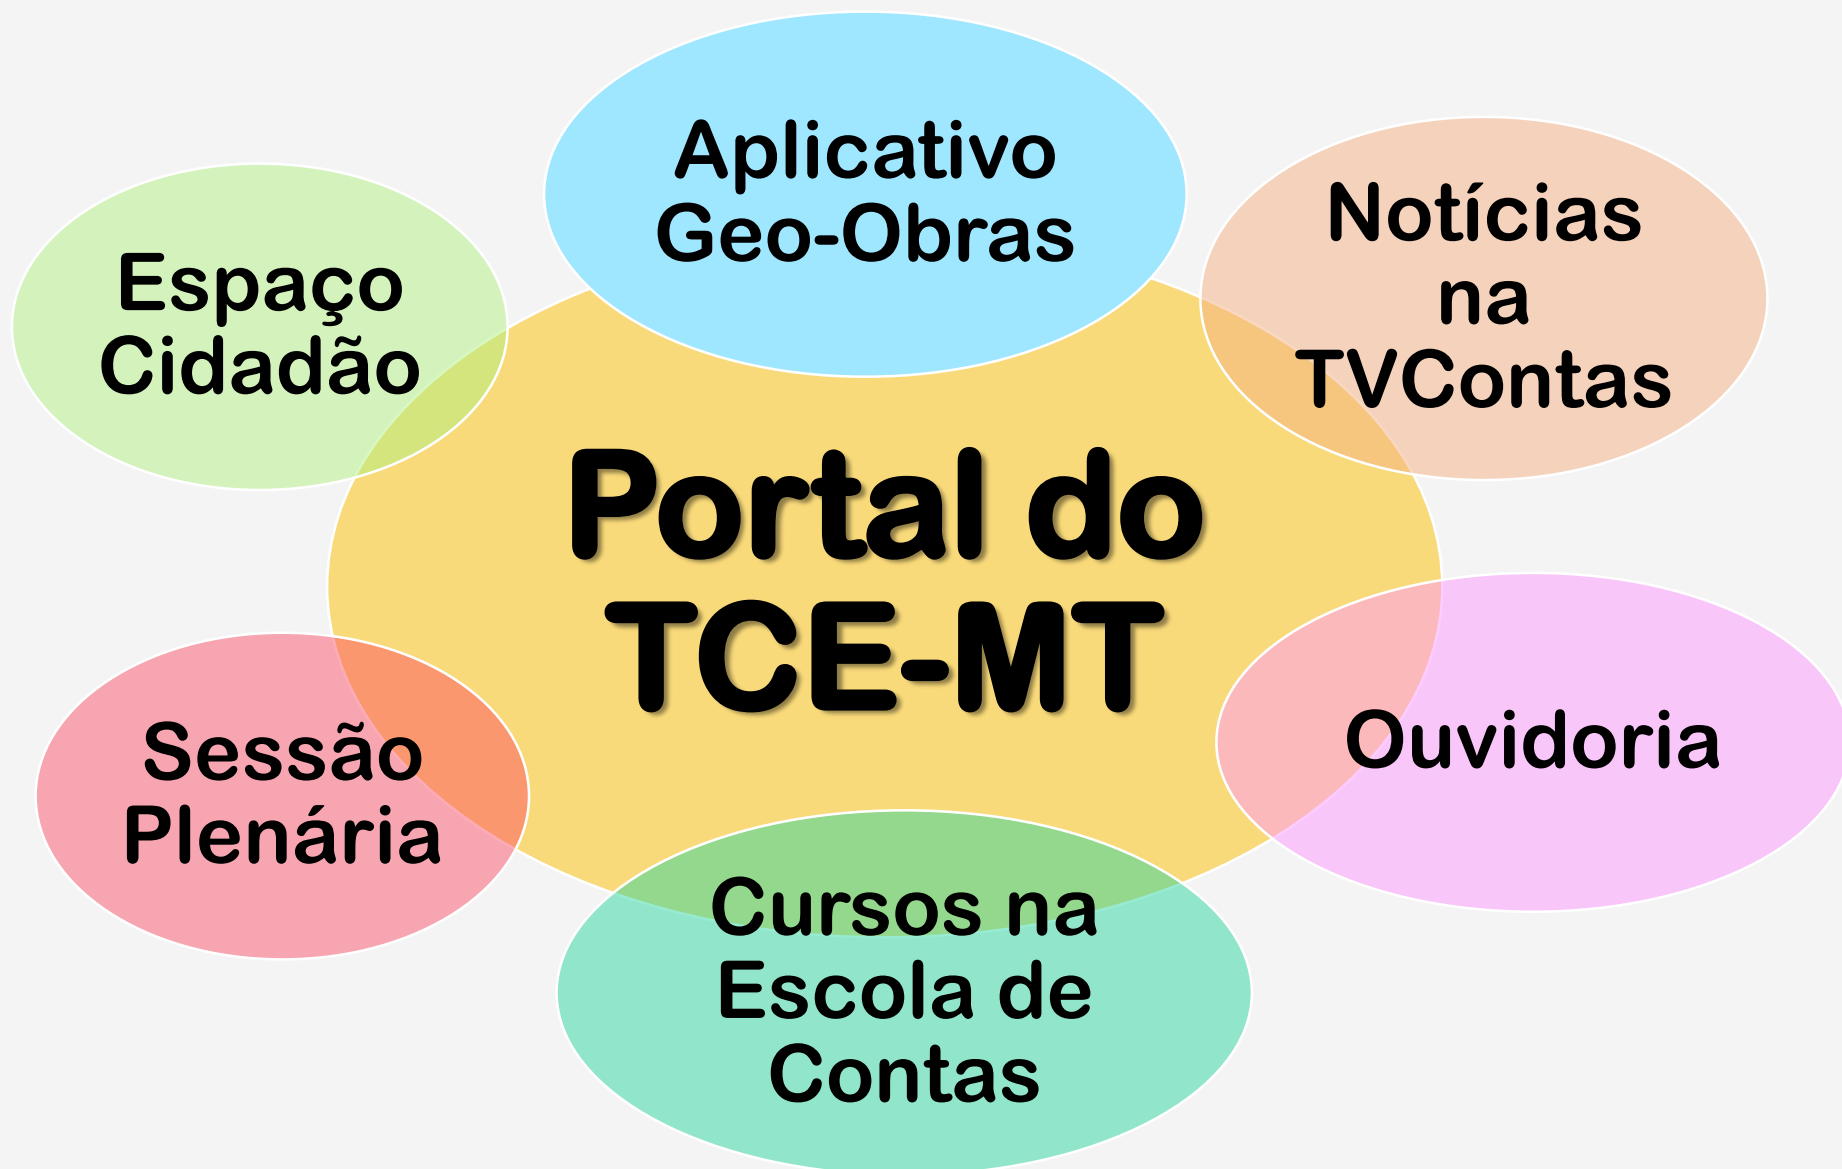 Aplicativo
Geo-Obras
Notícias
na
TVContas
Espaço
Cidadão
Portal do
TCE-MT
Ouvidoria
Sessão
Plenária
Cursos na
Escola de
Contas